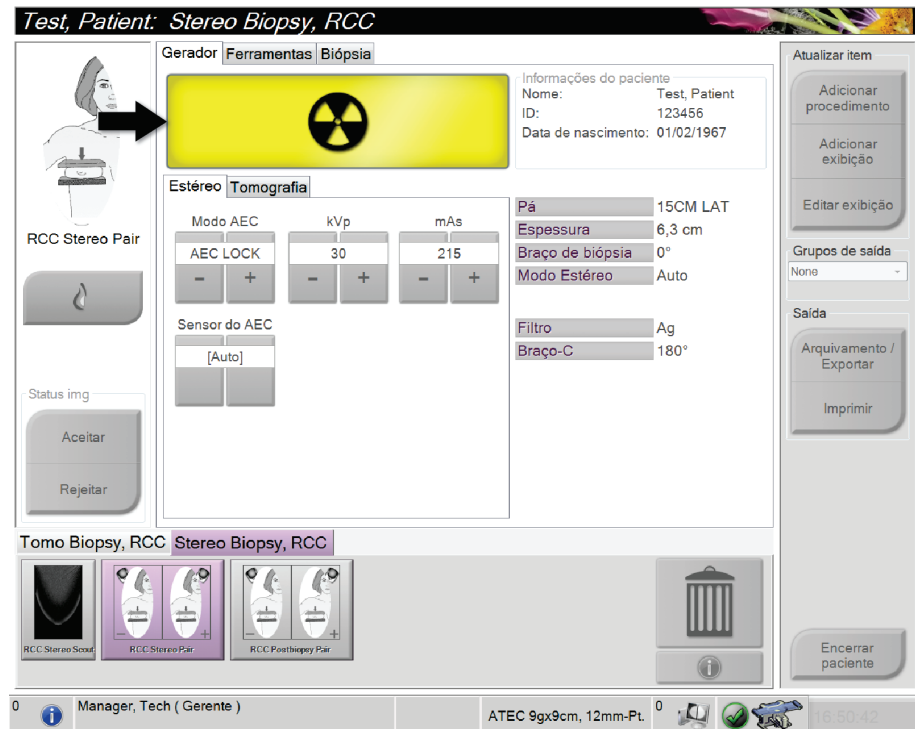 Test, Patient: Stereo Biopsy, RCC
Gerador Ferramentas Biópsia
Informações do paciente
Nome: Test, Patient
ID: 123456
Data de nascimento: 01/02/1967
RCC Stereo Pair
Status img
Aceitar
Rejeitar
Estéreo Tomografia
Modo AEC kVp mAs
AEC LOCK 30 215
- + - + - +
Sensor do AEC
[Auto]
Pá 15CM LAT
Espessura 6,3 cm
Braço de biópsia 0°
Modo Estéreo Auto
Filtro Ag
Braço-C 180°
Atualizar item
Adicionar
procedimento
Adicionar
exibição
Editar exibição
Grupos de saída
None
Saída
Arquivamento /
Exportar
Imprimir
Tomo Biopsy, RCC Stereo Biopsy, RCC
RCC Stereo Scout RCC Stereo Pair RCC Postbiopsy Pair
Encerrar
paciente
0 Manager, Tech ( Gerente ) ATEC 9gx9cm, 12mm-Pt. 0 16:50:42